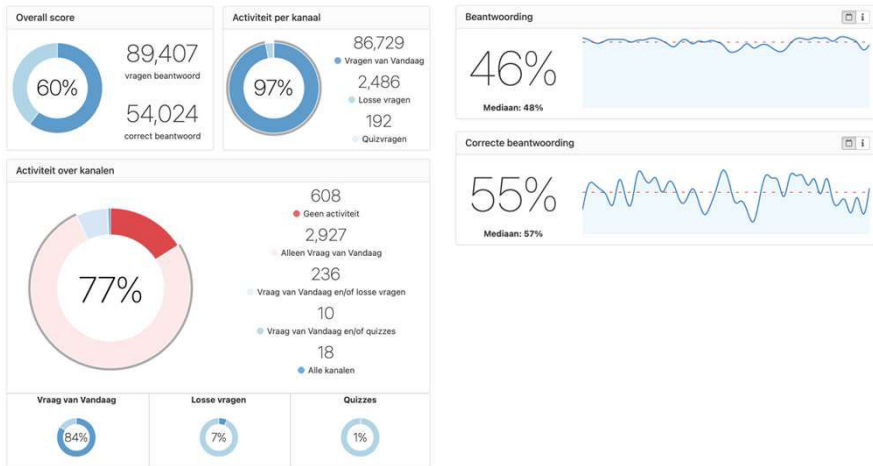 Overall score
60%
89,407
vragen beantwoord
54,024
correct beantwoord
Activiteit per kanaal
97%
86,729
Vragen van Vandaag
2,486
Losse vragen
192
Quizvragen
Activiteit over kanalen
77%
608
Geen activiteit
2,927
Alleen Vraag van Vandaag
236
Vraag van Vandaag en/of losse vragen
10
Vraag van Vandaag en/of quizzes
18
Alle kanalen
Vraag van Vandaag
84%
Losse vragen
7%
Quizzes
1%
Beantwoording
46%
Mediaan: 48%
Correcte beantwoording
55%
Mediaan: 57%